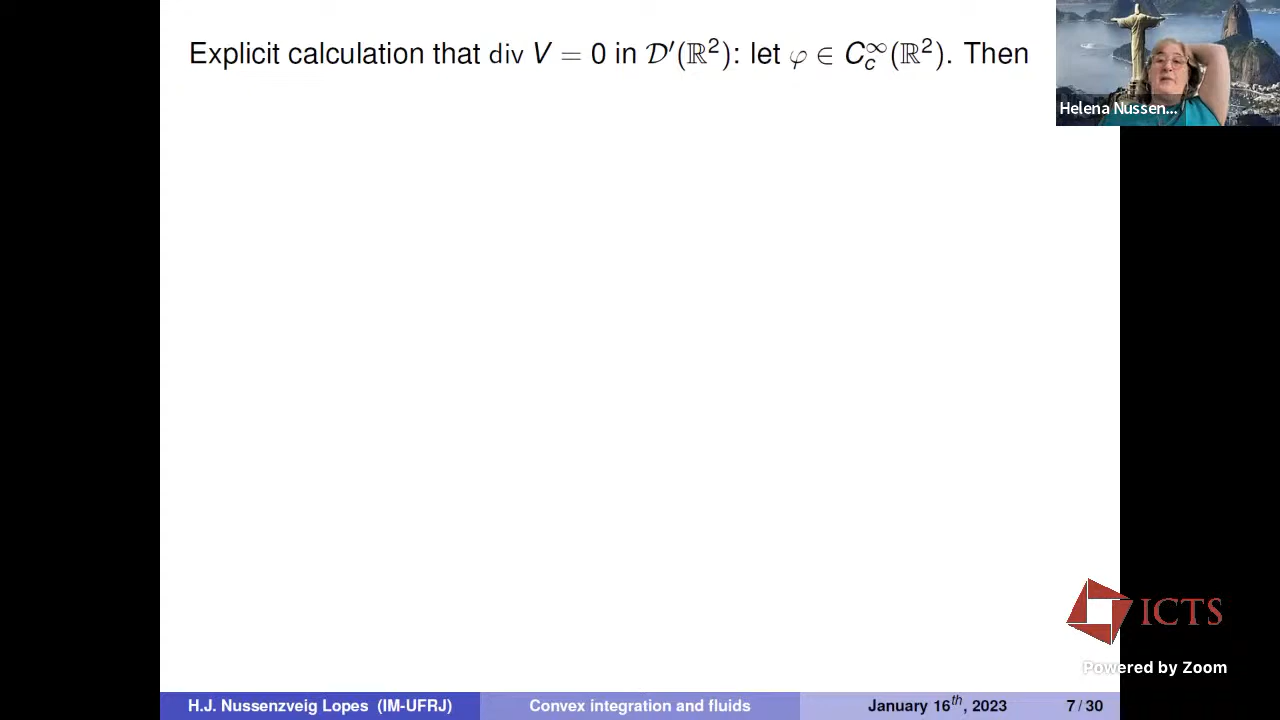 Explicit calculation that div V = 0 in 𝒟′(ℝ²): let φ ∈ C_c^∞(ℝ²). Then
Helena Nussen...
ICTS
Powered by Zoom
H.J. Nussenzveig Lopes (IM-UFRJ) Convex integration and fluids January 16th, 2023 7 / 30